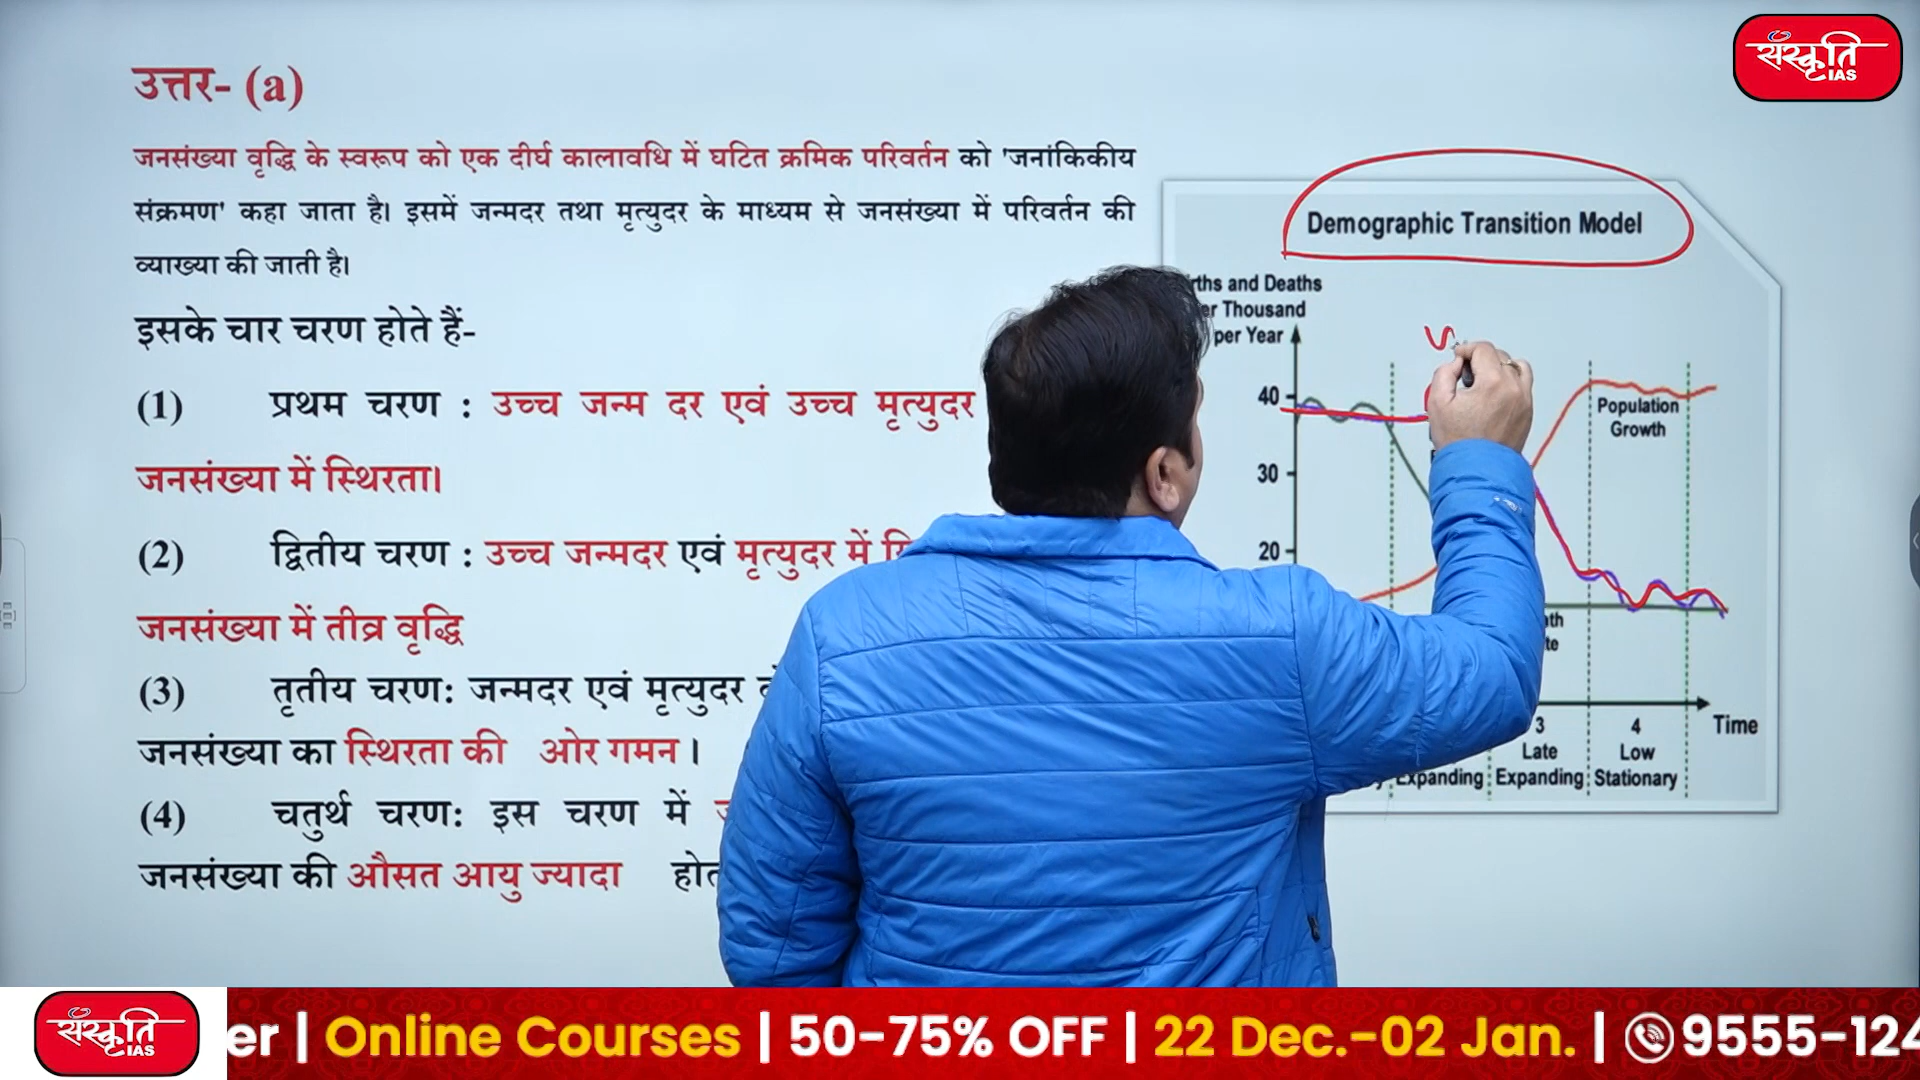 संस्कृति
IAS
उत्तर- (a)
जनसंख्या वृद्धि के स्वरूप को एक दीर्घ कालावधि में घटित क्रमिक परिवर्तन को 'जनांकिकीय
संक्रमण' कहा जाता है। इसमें जन्मदर तथा मृत्युदर के माध्यम से जनसंख्या में परिवर्तन की
व्याख्या की जाती है।
इसके चार चरण होते हैं-
(1) प्रथम चरण : उच्च जन्म दर एवं उच्च मृत्युदर
जनसंख्या में स्थिरता।
(2) द्वितीय चरण : उच्च जन्मदर एवं मृत्युदर में
जनसंख्या में तीव्र वृद्धि
(3) तृतीय चरण: जन्मदर एवं मृत्युदर
जनसंख्या का स्थिरता की ओर गमन।
(4) चतुर्थ चरण: इस चरण में
जनसंख्या की औसत आयु ज्यादा
Demographic Transition Model
and Deaths
Thousand
per Year
40
30
20
Population
Growth
Time
3
Late
Expanding
4
Low
Stationary
Expanding
संस्कृति
IAS
| Online Courses | 50-75% OFF | 22 Dec.-02 Jan. | 9555-124